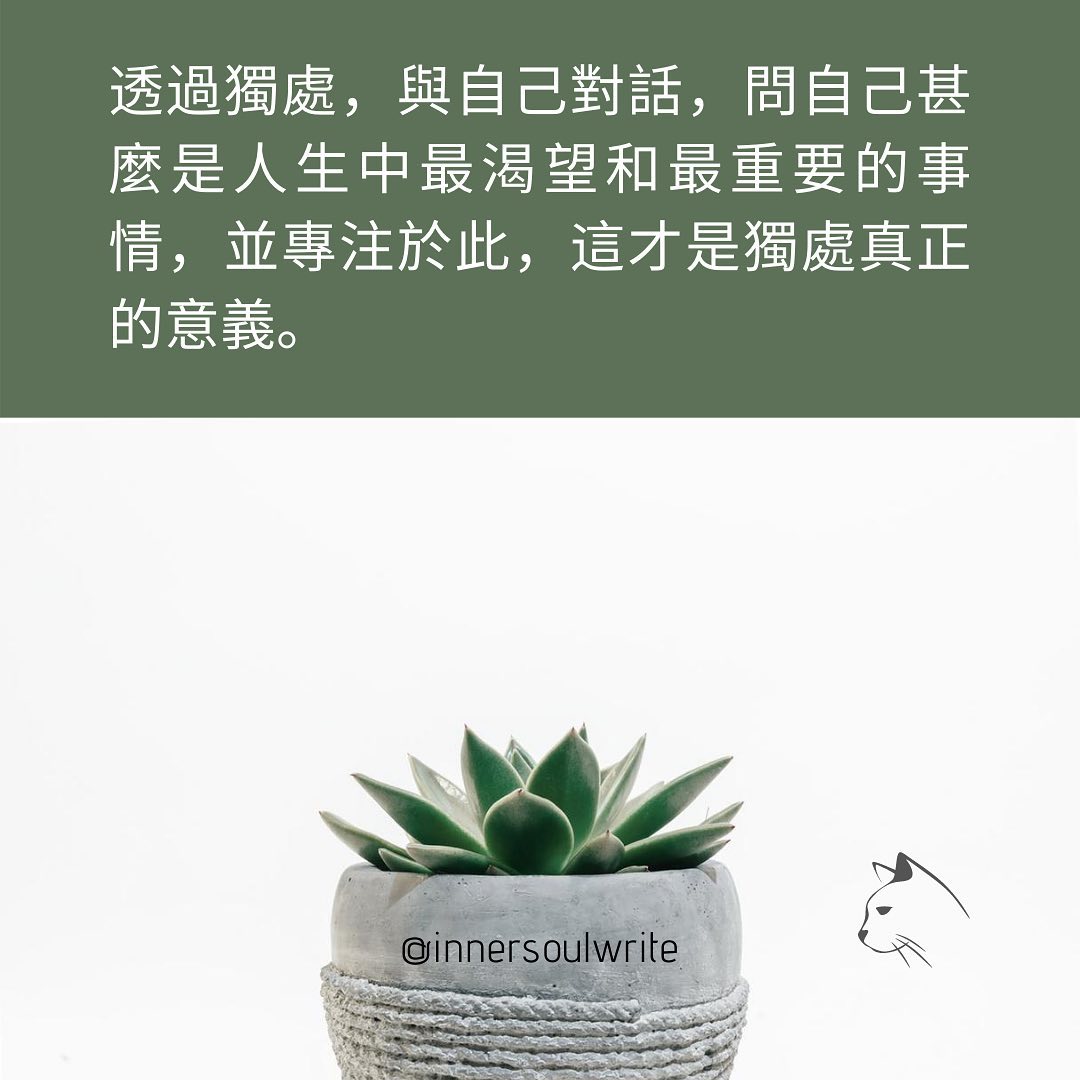 透過獨處，與自己對話，問自己甚
麼是人生中最渴望和最重要的事
情，並專注於此，這才是獨處真正
的意義。
@innersoulwrite